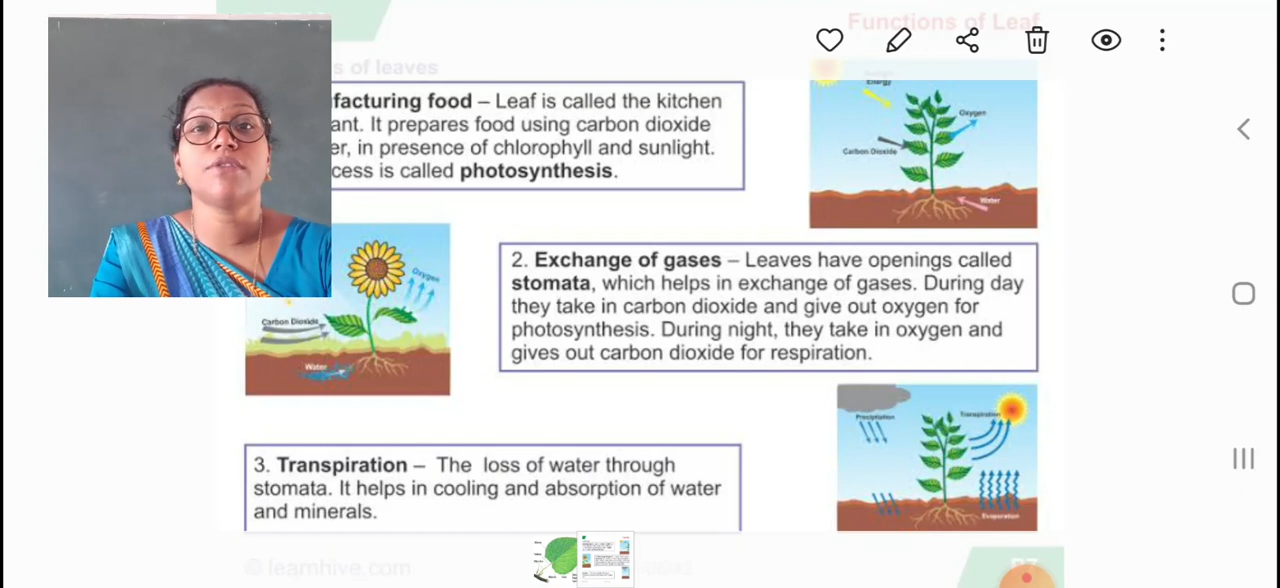 Functions of Leaf
s of leaves
facturing food – Leaf is called the kitchen
ant. It prepares food using carbon dioxide
er, in presence of chlorophyll and sunlight.
cess is called photosynthesis.
Energy
Oxygen
Carbon Dioxide
Water
Oxygen
Carbon Dioxide
Water
2. Exchange of gases – Leaves have openings called
stomata, which helps in exchange of gases. During day
they take in carbon dioxide and give out oxygen for
photosynthesis. During night, they take in oxygen and
gives out carbon dioxide for respiration.
Precipitation
Transpiration
Evaporation
3. Transpiration – The loss of water through
stomata. It helps in cooling and absorption of water
and minerals.
© learnhive.com